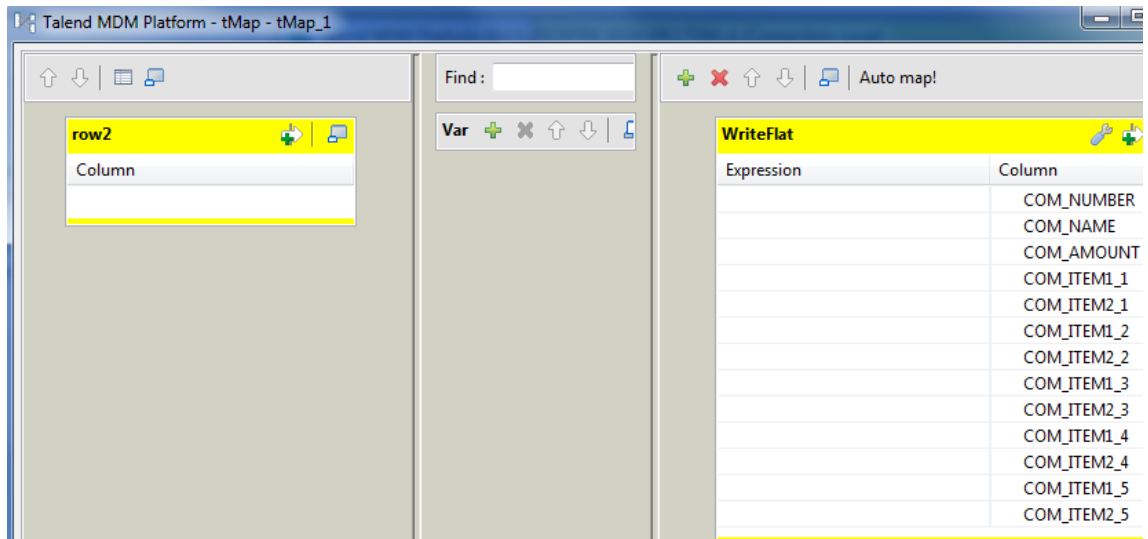 Talend MDM Platform - tMap - tMap_1
Find :
Auto map!
row2
Var
WriteFlat
Column
Expression Column
COM_NUMBER
COM_NAME
COM_AMOUNT
COM_ITEM1_1
COM_ITEM2_1
COM_ITEM1_2
COM_ITEM2_2
COM_ITEM1_3
COM_ITEM2_3
COM_ITEM1_4
COM_ITEM2_4
COM_ITEM1_5
COM_ITEM2_5